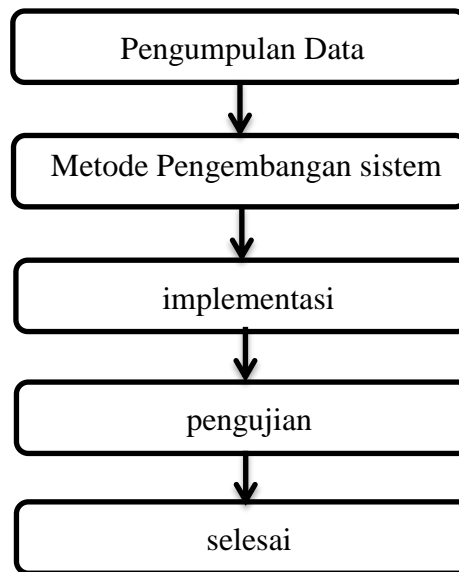 Pengumpulan Data
Metode Pengembangan sistem
implementasi
pengujian
selesai